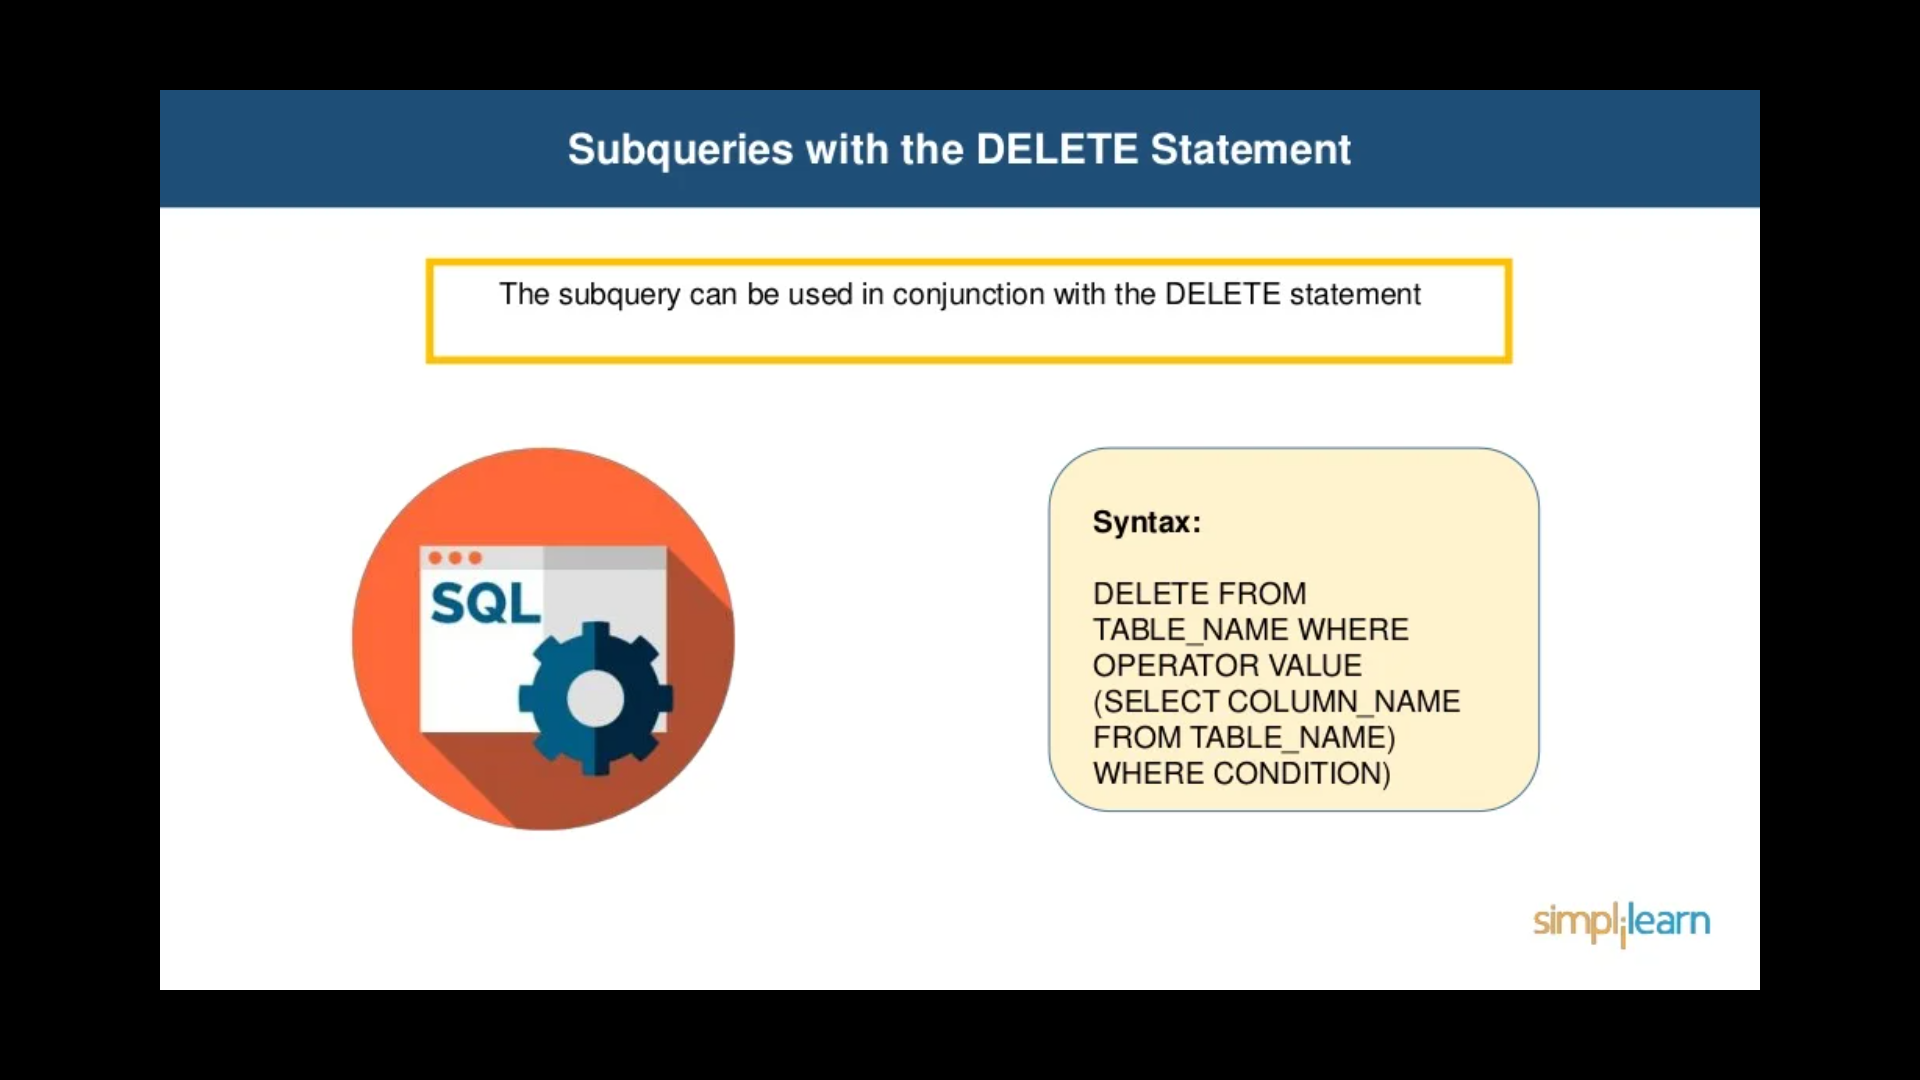 Subqueries with the DELETE Statement
The subquery can be used in conjunction with the DELETE statement
SQL
Syntax:
DELETE FROM
TABLE_NAME WHERE
OPERATOR VALUE
(SELECT COLUMN_NAME
FROM TABLE_NAME)
WHERE CONDITION)
simplilearn